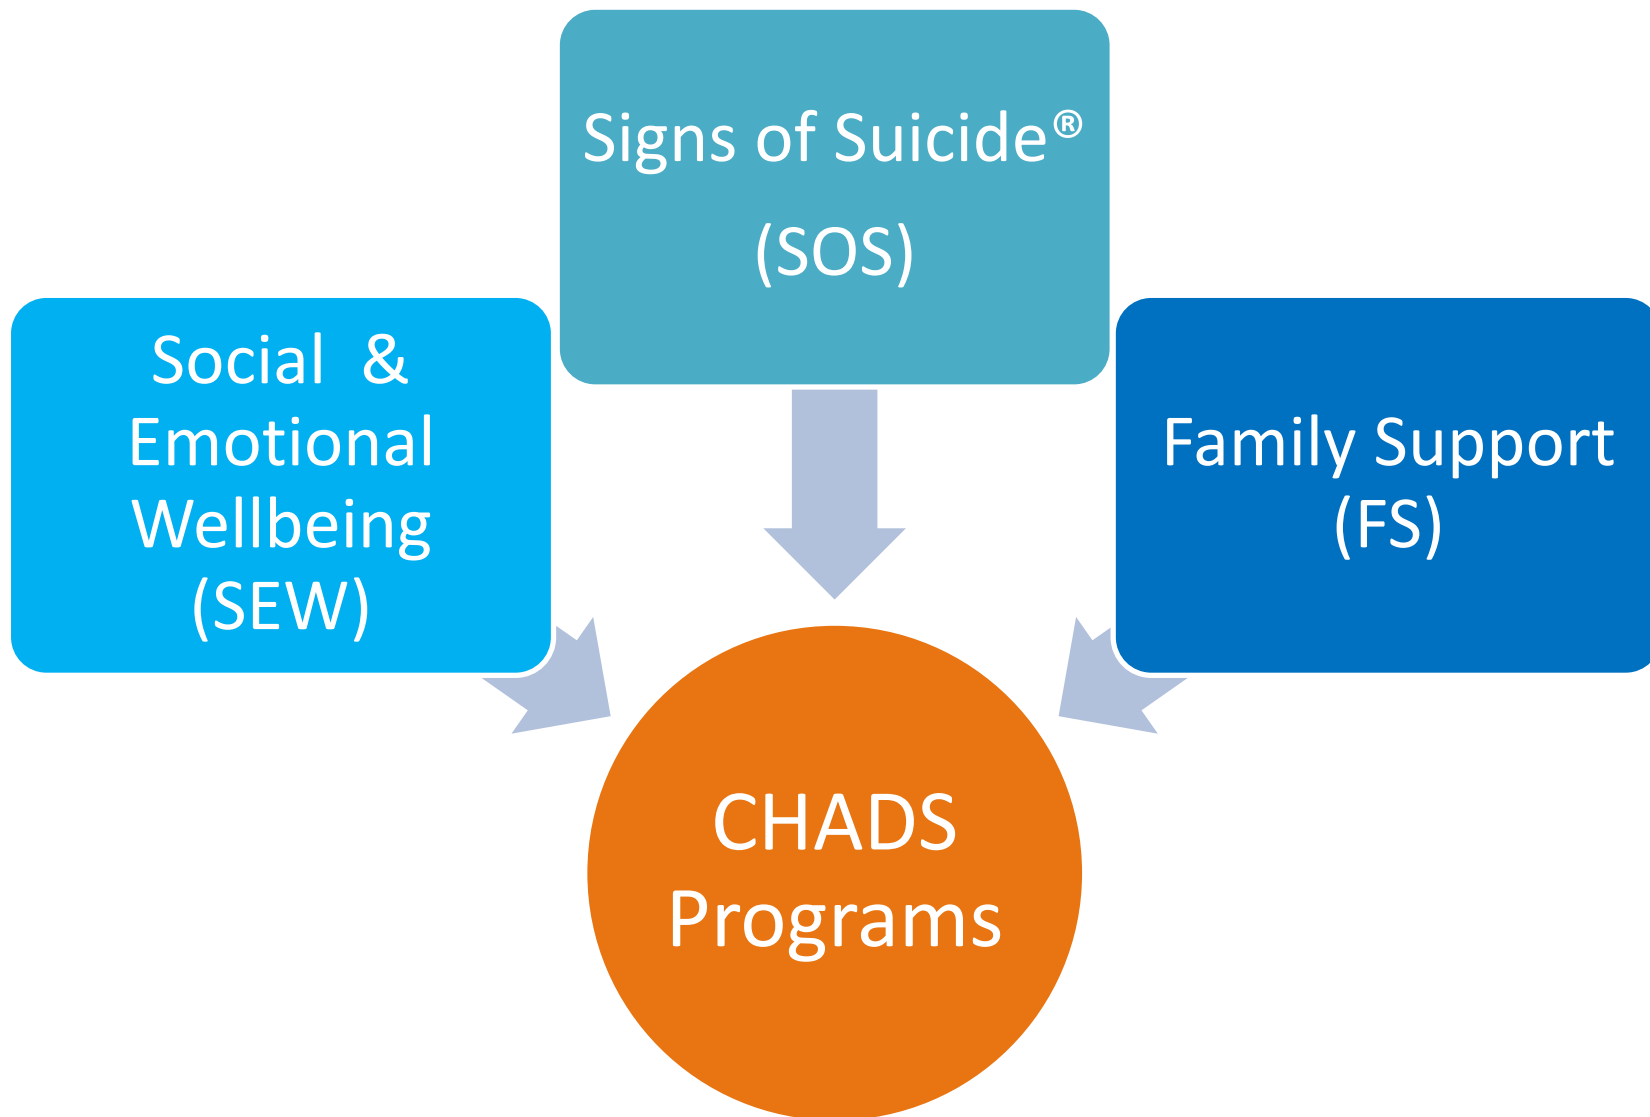 Signs of Suicide®
(SOS)
Social &
Emotional
Wellbeing
(SEW)
Family Support
(FS)
CHADS
Programs